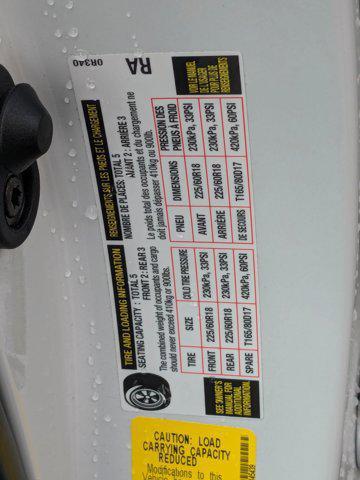 TIRE AND LOADING INFORMATION
SEATING CAPACITY : TOTAL 5
FRONT 2 : REAR 3
The combined weight of occupants and cargo
should never exceed 410kg or 900lbs.
TIRE SIZE COLD TIRE PRESSURE
FRONT 225/60R18 230kPA, 33PSI
REAR 225/60R18 230kPA, 33PSI
SPARE T165/80D17 420kPA, 60PSI
SEE OWNER'S
MANUAL FOR
ADDITIONAL
INFORMATION
0R340
RA
RENSEIGNEMENTS SUR LES PNEUS ET LE CHARGEMENT
NOMBRE DE PLACES: TOTAL 5
AVANT 2 : ARRIÈRE 3
Le poids total des occupants et du chargement ne
doit jamais dépasser 410kg ou 900lb.
PNEU DIMENSIONS PRESSION DES
PNEUS À FROID
AVANT 225/60R18 230kPA, 33PSI
ARRIÈRE 225/60R18 230kPA, 33PSI
DE SECOURS T165/80D17 420kPA, 60PSI
VOIR LE MANUEL
DE L'USAGER
POUR PLUS DE
RENSEIGNEMENTS
CAUTION: LOAD
CARRYING CAPACITY
REDUCED
Modifications to this